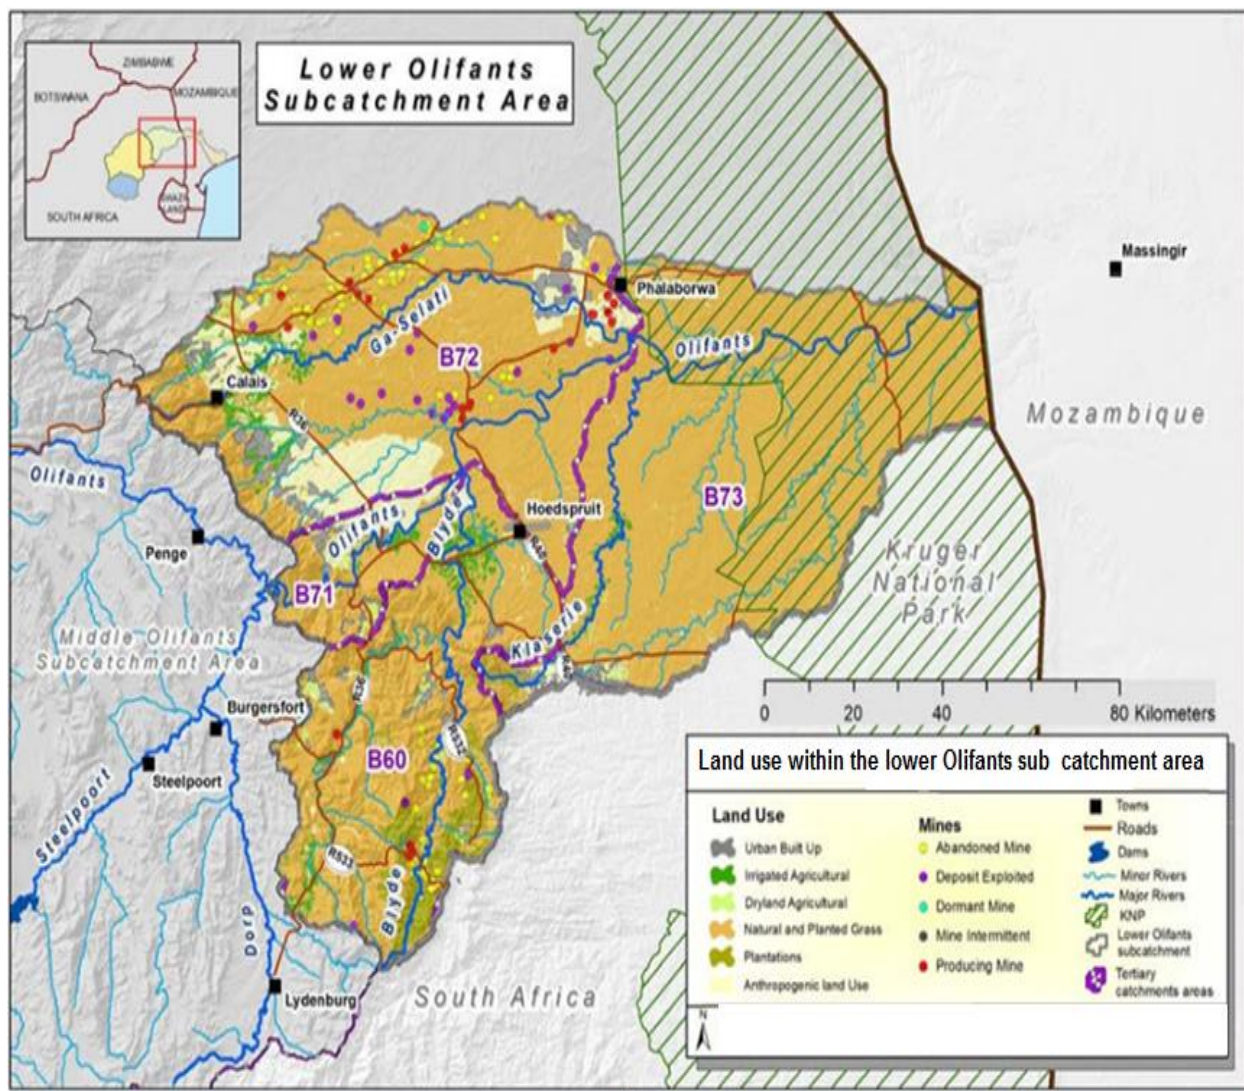 Lower Olifants
Subcatchment Area
ZIMBABWE
BOTSWANA
MOZAMBIQUE
SWAZI
LAND
SOUTH AFRICA
Massingir
Phalaborwa
Ga-Selati
B72
Olifants
Calais
R36
Mozambique
Olifants
B73
Hoedspruit
Olifants
Blyde
R40
Penge
Kruger
National
Park
B71
Klaserie
Middle Olifants
Subcatchment Area
R40
R36
Burgersfort
R532
B60
Steelpoort
Steelpoort
R533
Blyde
Dorp
Lydenburg
South Africa
0 20 40 80 Kilometers
Land use within the lower Olifants sub catchment area
Land Use
Urban Built Up
Irrigated Agricultural
Dryland Agricultural
Natural and Planted Grass
Plantations
Anthropogenic land Use
Mines
Abandoned Mine
Deposit Exploited
Dormant Mine
Mine Intermittent
Producing Mine
Towns
Roads
Dams
Minor Rivers
Major Rivers
KNP
Lower Olifants
subcatchment
Tertiary
catchments areas
N